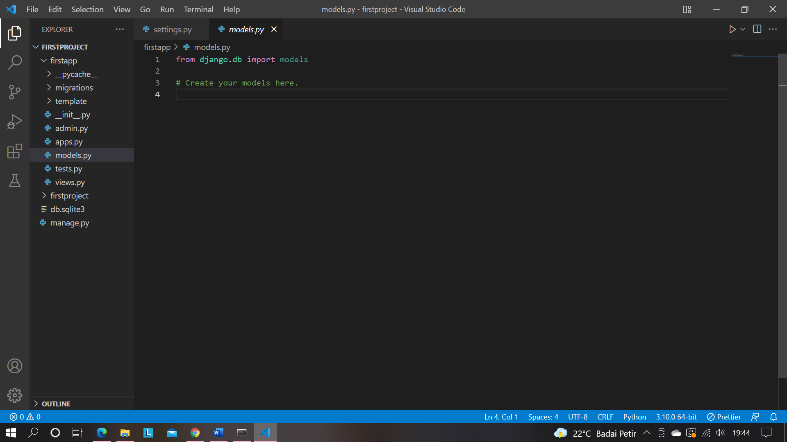 File Edit Selection View Go Run Terminal Help
models.py - firstproject - Visual Studio Code
EXPLORER
FIRSTPROJECT
firstapp
__pycache__
migrations
template
__init__.py
admin.py
apps.py
models.py
tests.py
views.py
firstproject
db.sqlite3
manage.py
OUTLINE
settings.py
models.py
firstapp > models.py
1 from django.db import models
2
3 # Create your models here.
4
0 0
Ln 4, Col 1 Spaces: 4 UTF-8 CRLF Python 3.10.0 64-bit Prettier
22°C Badai Petir 19:44